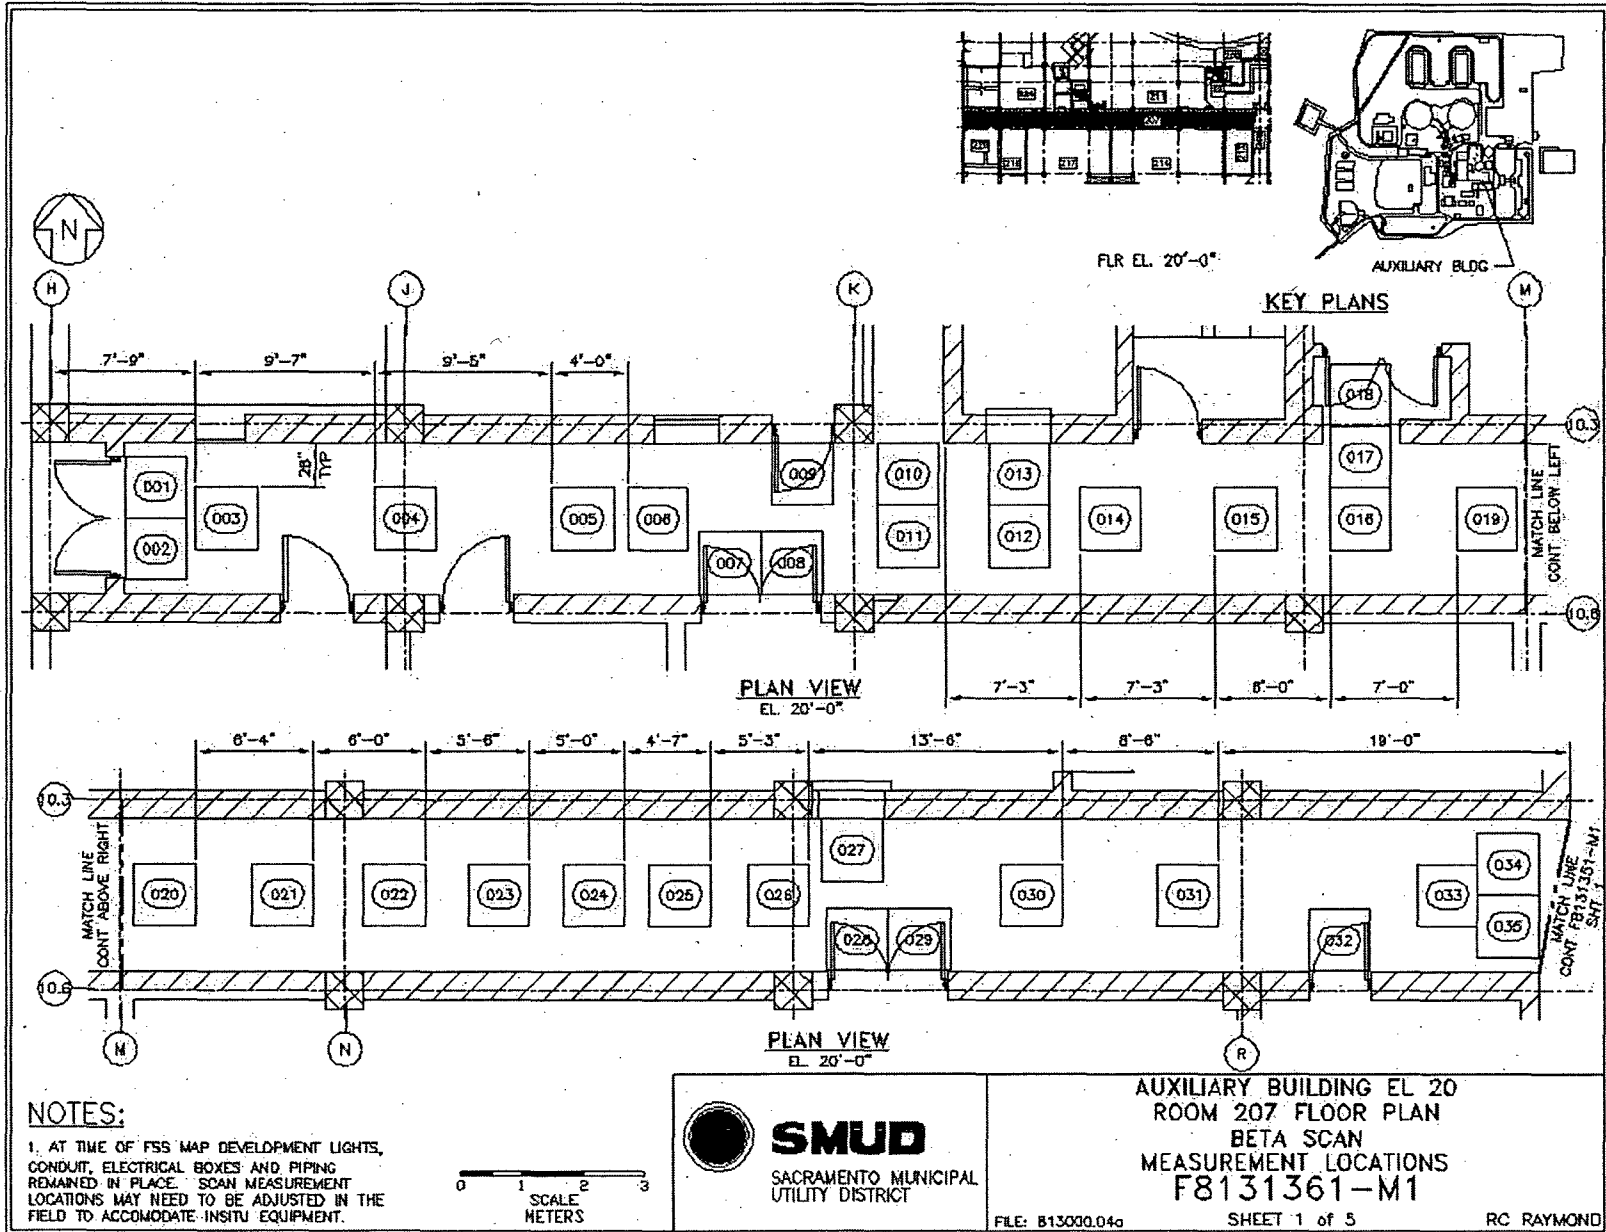 FLR EL. 20'-0"
AUXILIARY BLDG
KEY PLANS
N
H
J
K
M
7'-9"
9'-7"
9'-5"
4'-0"
28"
TYP
001
002
003
004
005
006
007
008
009
010
011
012
013
014
015
016
017
018
019
10.3
10.6
MATCH LINE
CONT BELOW LEFT
PLAN VIEW
EL. 20'-0"
7'-3"
7'-3"
7'-0"
6'-4"
6'-0"
5'-6"
5'-0"
4'-7"
5'-3"
13'-6"
8'-6"
19'-0"
10.3
10.6
MATCH LINE
CONT ABOVE RIGHT
020
021
022
023
024
025
026
027
028
029
030
031
032
033
034
035
MATCH LINE
CONT F8131361-M1
SHT 1
M
N
R
PLAN VIEW
EL. 20'-0"
NOTES:
1. AT TIME OF FSS MAP DEVELOPMENT LIGHTS,
CONDUIT, ELECTRICAL BOXES AND PIPING
REMAINED IN PLACE. SCAN MEASUREMENT
LOCATIONS MAY NEED TO BE ADJUSTED IN THE
FIELD TO ACCOMODATE INSITU EQUIPMENT.
0 1 2 3
SCALE
METERS
SMUD
SACRAMENTO MUNICIPAL
UTILITY DISTRICT
AUXILIARY BUILDING EL 20
ROOM 207 FLOOR PLAN
BETA SCAN
MEASUREMENT LOCATIONS
F8131361-M1
FILE: 813000.04a
SHEET 1 of 5
RC RAYMOND